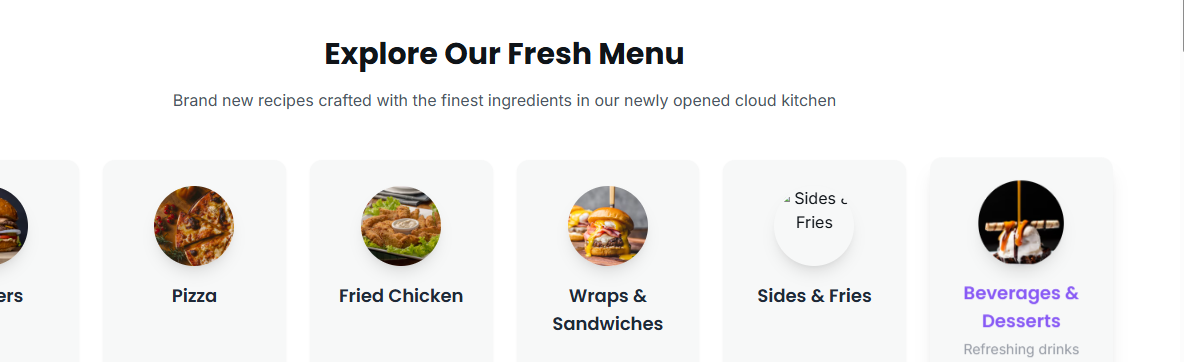 Explore Our Fresh Menu
Brand new recipes crafted with the finest ingredients in our newly opened cloud kitchen
Sides
Fries
ers
Pizza
Fried Chicken
Wraps &
Sandwiches
Sides & Fries
Beverages &
Desserts
Refreshing drinks